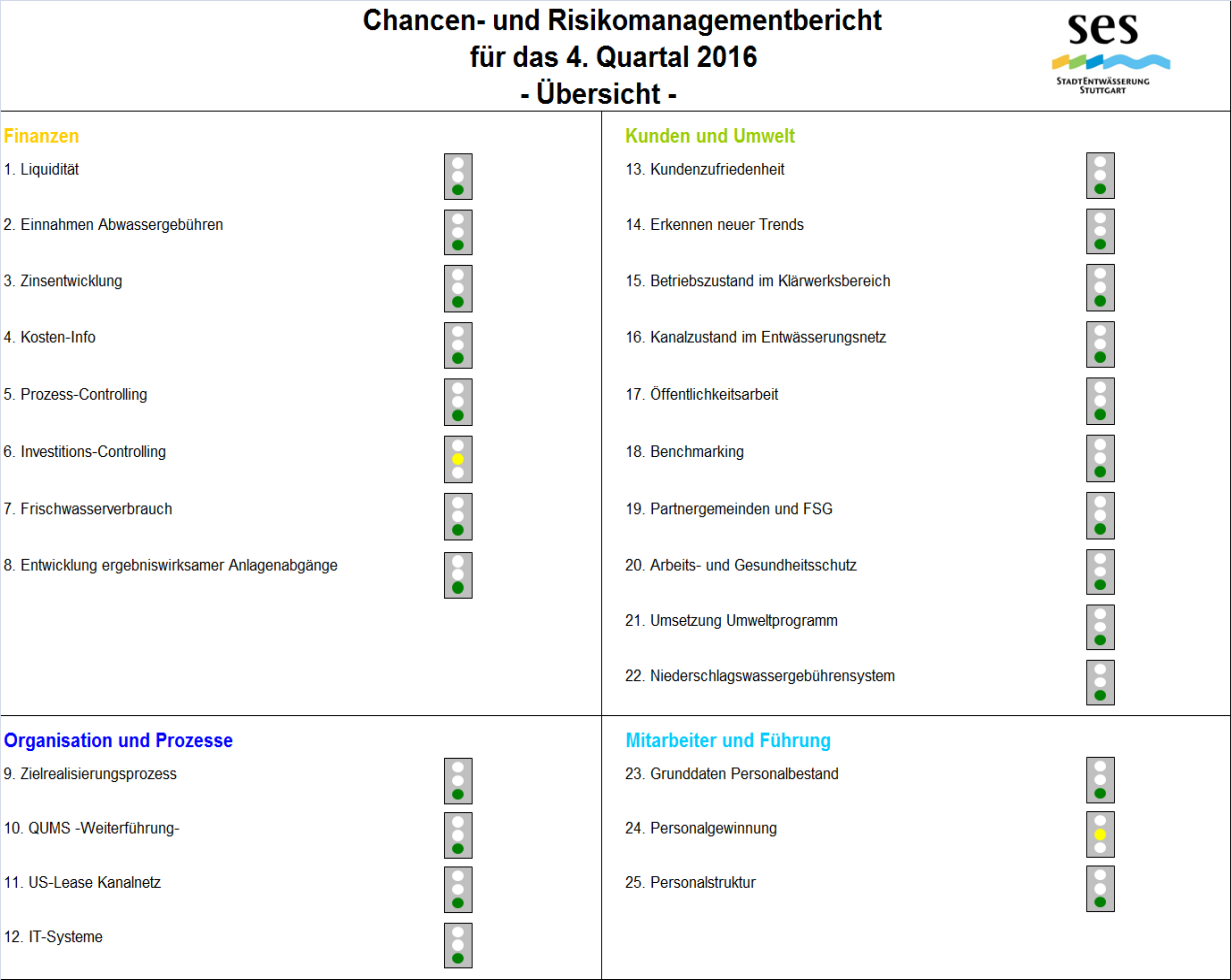 Chancen- und Risikomanagementbericht
für das 4. Quartal 2016
- Übersicht -
ses
STADTENTWÄSSERUNG
STUTTGART
Finanzen
1. Liquidität
2. Einnahmen Abwassergebühren
3. Zinsentwicklung
4. Kosten-Info
5. Prozess-Controlling
6. Investitions-Controlling
7. Frischwasserverbrauch
8. Entwicklung ergebniswirksamer Anlagenabgänge
Kunden und Umwelt
13. Kundenzufriedenheit
14. Erkennen neuer Trends
15. Betriebszustand im Klärwerksbereich
16. Kanalzustand im Entwässerungsnetz
17. Öffentlichkeitsarbeit
18. Benchmarking
19. Partnergemeinden und FSG
20. Arbeits- und Gesundheitsschutz
21. Umsetzung Umweltprogramm
22. Niederschlagswassergebührensystem
Organisation und Prozesse
9. Zielrealisierungsprozess
10. QUMS -Weiterführung-
11. US-Lease Kanalnetz
12. IT-Systeme
Mitarbeiter und Führung
23. Grunddaten Personalbestand
24. Personalgewinnung
25. Personalstruktur